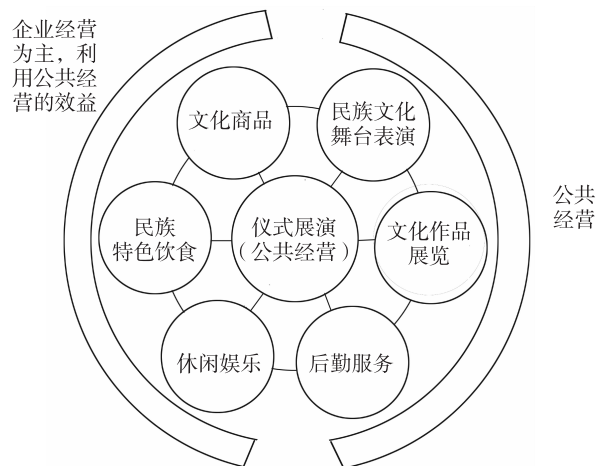 企业经营
为主，利
用公共经
营的效益
文化商品
民族文化
舞台表演
民族
特色饮食
仪式展演
（公共经营）
文化作品
展览
公共
经营
休闲娱乐
后勤服务